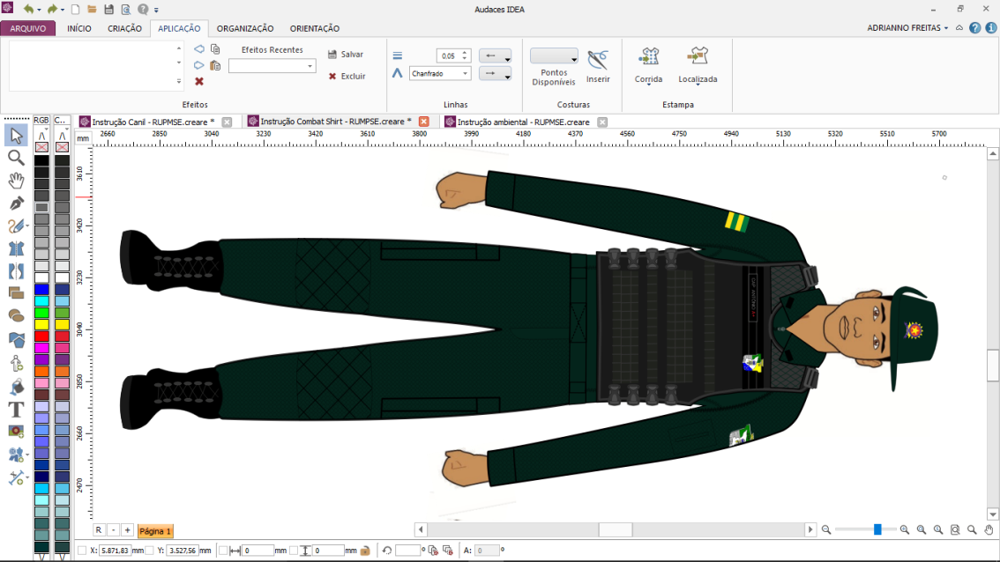 Audaces IDEA
ARQUIVO INÍCIO CRIAÇÃO APLICAÇÃO ORGANIZAÇÃO ORIENTAÇÃO ADRIANNO FREITAS
Efeitos Recentes
Salvar
Excluir
Efeitos
0.05
Chanfrado
Linhas
Pontos
Disponíveis
Inserir
Costuras
Corrida
Localizada
Estampa
RGB C..
Instrução Canil - RUPMSE.creare *
Instrução Combat Shirt - RUMPSE.creare *
Instrução ambiental - RUPMSE.creare
mm
2660 2850 3040 3230 3420 3610 3800 3990 4180 4370 4560 4750 4940 5130 5320 5510 5700
3610
3420
3230
3040
2850
2660
2470
R - + Página 1
X: 5.871,83 mm Y: 3.527,56 mm 0 mm 0 mm º A: 0 º